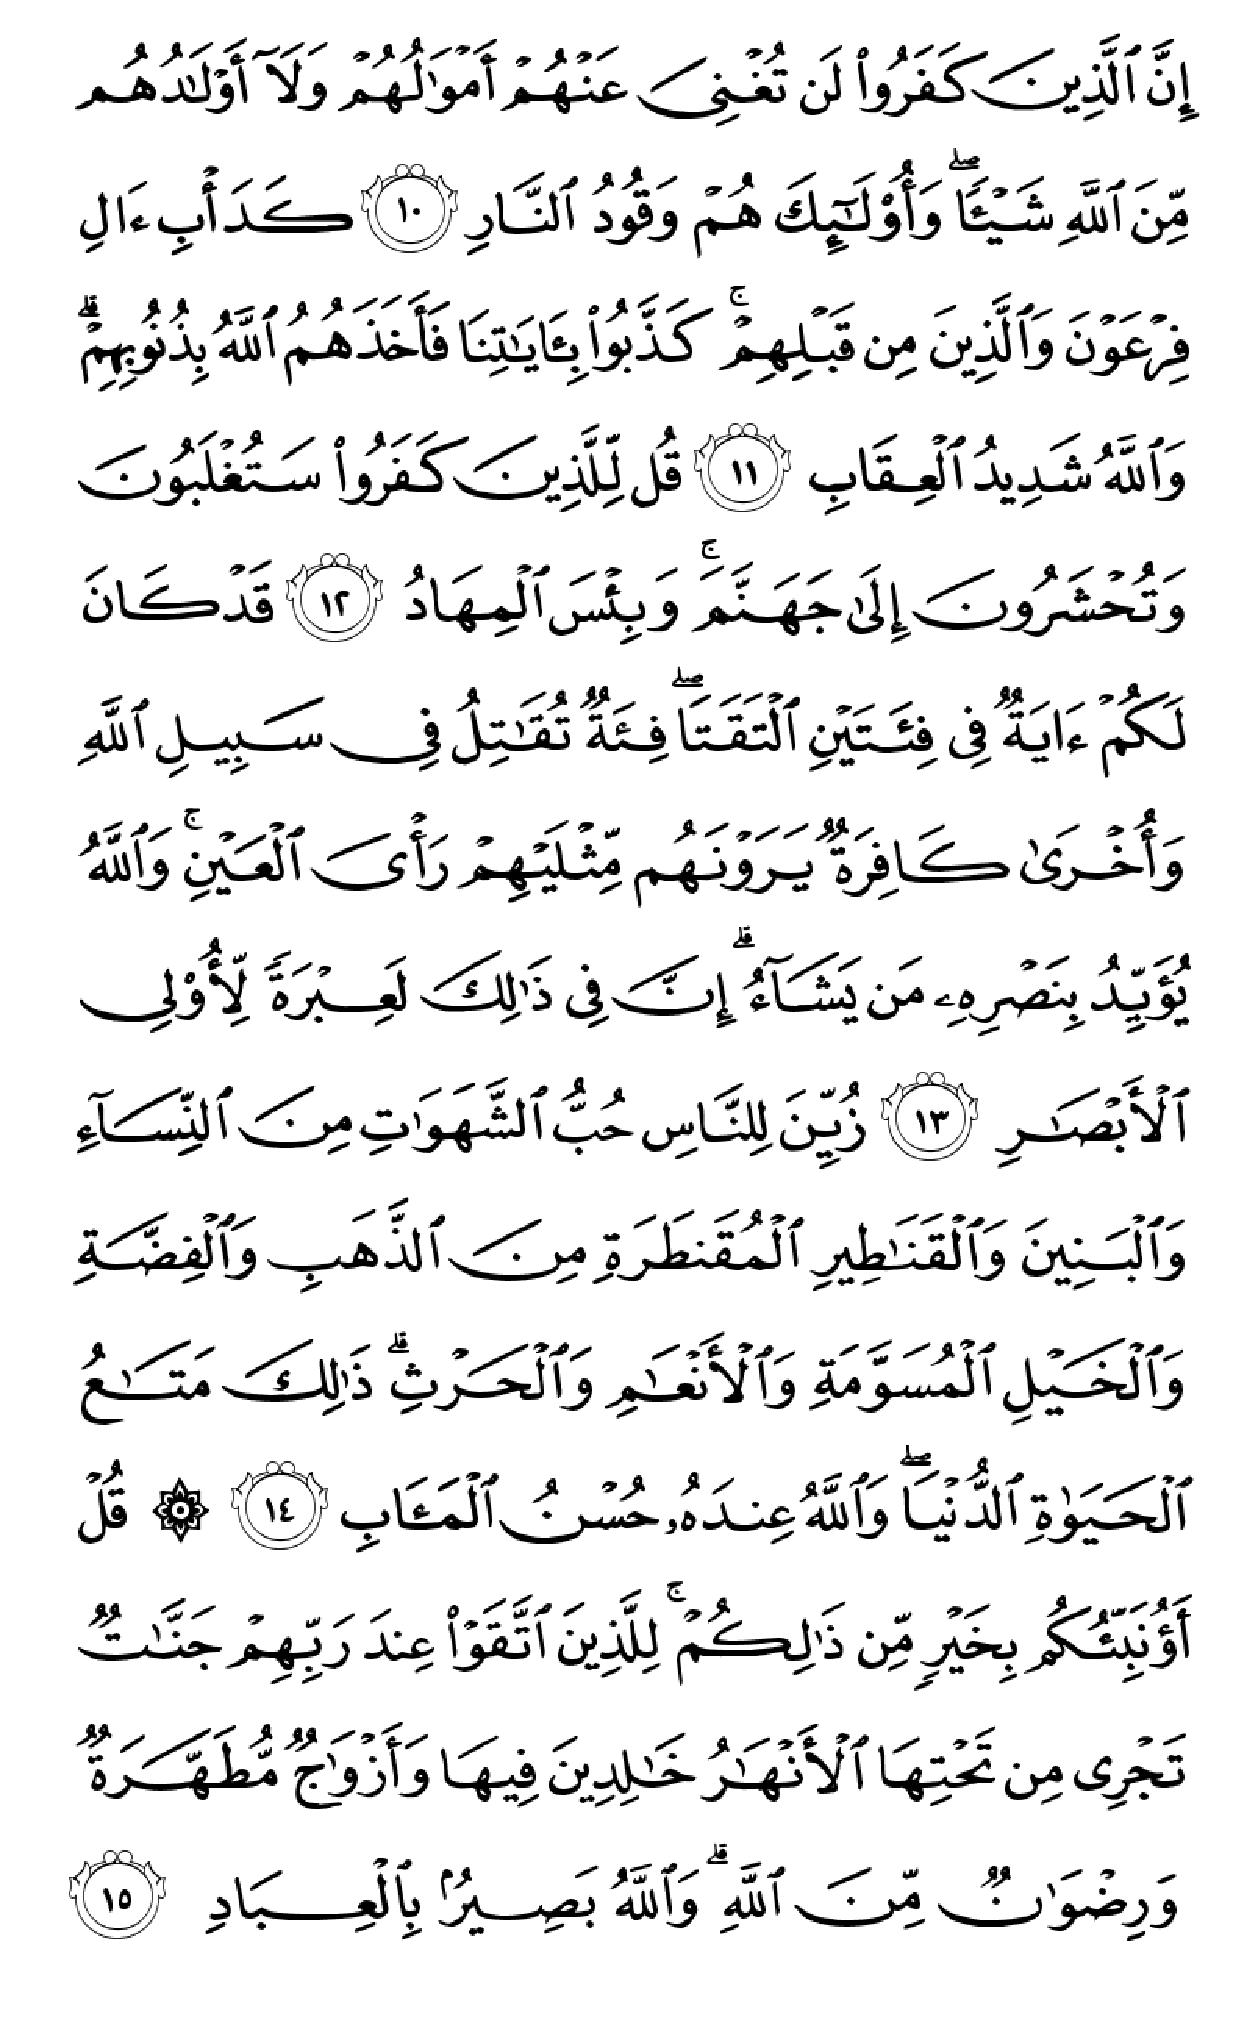 إِنَّ ٱلَّذِينَ كَفَرُوا۟ لَن تُغْنِىَ عَنْهُمْ أَمْوَٰلُهُمْ وَلَآ أَوْلَـٰدُهُم
مِّنَ ٱللَّهِ شَيْـًٔا ۖ وَأُو۟لَـٰٓئِكَ هُمْ وَقُودُ ٱلنَّارِ ١٠ كَدَأْبِ ءَالِ
فِرْعَوْنَ وَٱلَّذِينَ مِن قَبْلِهِمْ ۚ كَذَّبُوا۟ بِـَٔايَـٰتِنَا فَأَخَذَهُمُ ٱللَّهُ بِذُنُوبِهِمْ ۗ
وَٱللَّهُ شَدِيدُ ٱلْعِقَابِ ١١ قُل لِّلَّذِينَ كَفَرُوا۟ سَتُغْلَبُونَ
وَتُحْشَرُونَ إِلَىٰ جَهَنَّمَ ۚ وَبِئْسَ ٱلْمِهَادُ ١٢ قَدْ كَانَ
لَكُمْ ءَايَةٌ فِى فِئَتَيْنِ ٱلْتَقَتَا ۖ فِئَةٌ تُقَـٰتِلُ فِى سَبِيلِ ٱللَّهِ
وَأُخْرَىٰ كَافِرَةٌ يَرَوْنَهُم مِّثْلَيْهِمْ رَأْىَ ٱلْعَيْنِ ۚ وَٱللَّهُ
يُؤَيِّدُ بِنَصْرِهِۦ مَن يَشَآءُ ۗ إِنَّ فِى ذَٰلِكَ لَعِبْرَةً لِّأُو۟لِى
ٱلْأَبْصَـٰرِ ١٣ زُيِّنَ لِلنَّاسِ حُبُّ ٱلشَّهَوَٰتِ مِنَ ٱلنِّسَآءِ
وَٱلْبَنِينَ وَٱلْقَنَـٰطِيرِ ٱلْمُقَنطَرَةِ مِنَ ٱلذَّهَبِ وَٱلْفِضَّةِ
وَٱلْخَيْلِ ٱلْمُسَوَّمَةِ وَٱلْأَنْعَـٰمِ وَٱلْحَرْثِ ۗ ذَٰلِكَ مَتَـٰعُ
ٱلْحَيَوٰةِ ٱلدُّنْيَا ۖ وَٱللَّهُ عِندَهُۥ حُسْنُ ٱلْمَـَٔابِ ١٤ ۞ قُلْ
أَؤُنَبِّئُكُم بِخَيْرٍ مِّن ذَٰلِكُمْ ۚ لِلَّذِينَ ٱتَّقَوْا۟ عِندَ رَبِّهِمْ جَنَّـٰتٌ
تَجْرِى مِن تَحْتِهَا ٱلْأَنْهَـٰرُ خَـٰلِدِينَ فِيهَا وَأَزْوَٰجٌ مُّطَهَّرَةٌ
وَرِضْوَٰنٌ مِّنَ ٱللَّهِ ۗ وَٱللَّهُ بَصِيرٌۢ بِٱلْعِبَادِ ١٥